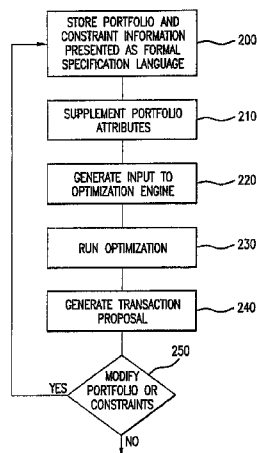 STORE PORTFOLIO AND
CONSTRAINT INFORMATION
PRESENTED AS FORMAL
SPECIFICATION LANGUAGE
200
SUPPLEMENT PORTFOLIO
ATTRIBUTES
210
GENERATE INPUT TO
OPTIMIZATION ENGINE
220
RUN OPTIMIZATION
230
GENERATE TRANSACTION
PROPOSAL
240
250
YES
MODIFY
PORTFOLIO OR
CONSTRAINTS
NO